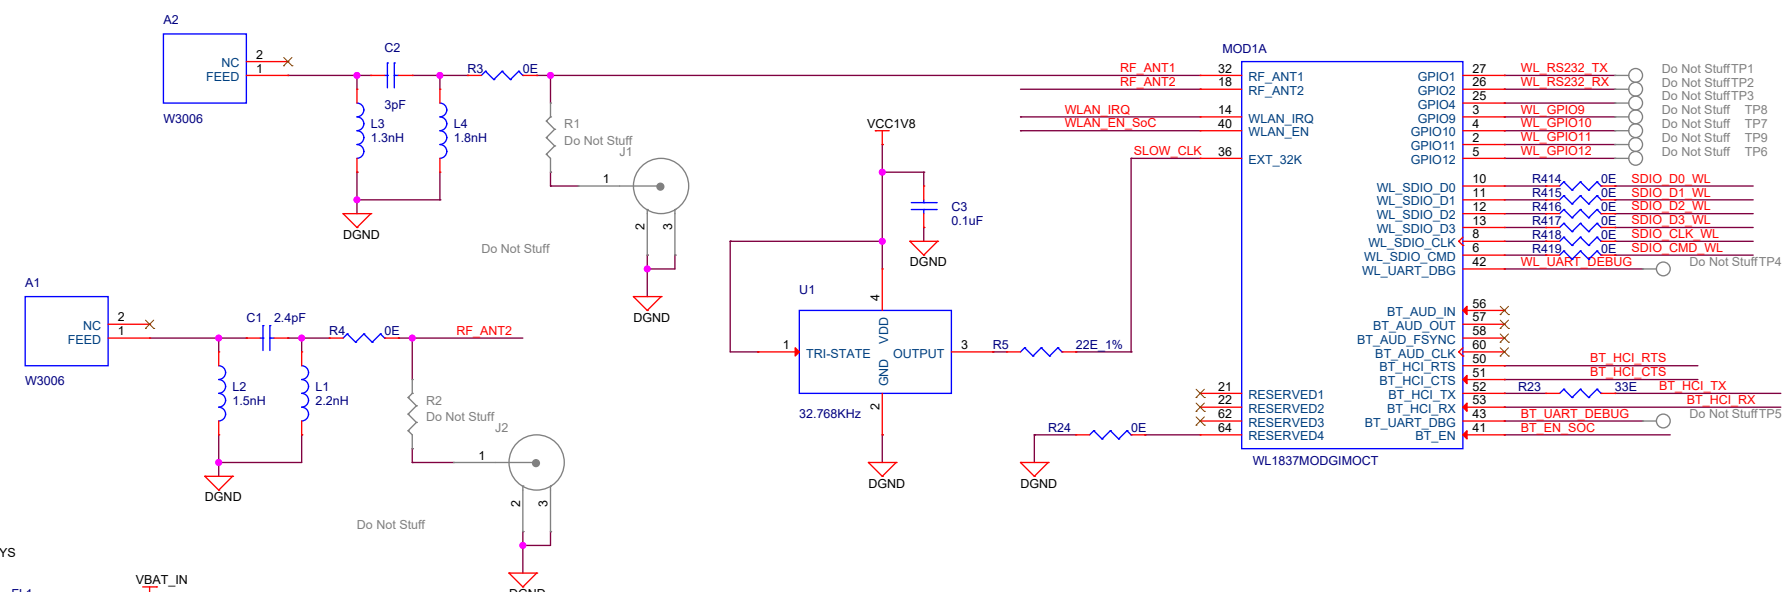 A2
NC 2
FEED 1
W3006
C2
3pF
L3
1.3nH
L4
1.8nH
R3 0E
R1
Do Not Stuff
J1
1
2
3
DGND
Do Not Stuff
DGND
A1
NC 2
FEED 1
W3006
C1 2.4pF
L2
1.5nH
L1
2.2nH
R4 0E
RF_ANT2
R2
Do Not Stuff
J2
1
2
3
DGND
Do Not Stuff
DGND
YS
VBAT_IN
VCC1V8
C3
0.1uF
DGND
U1
4
VDD
1 TRI-STATE
OUTPUT 3
GND
2
32.768KHz
DGND
R5 22E_1%
R24 0E
DGND
MOD1A
RF_ANT1 32 RF_ANT1
RF_ANT2 18 RF_ANT2
WLAN_IRQ 14 WLAN_IRQ
WLAN_EN_SoC 40 WLAN_EN
SLOW_CLK 36 EXT_32K
21 RESERVED1
22 RESERVED2
62 RESERVED3
64 RESERVED4
GPIO1 27 WL_RS232_TX Do Not Stuff TP1
GPIO2 26 WL_RS232_RX Do Not Stuff TP2
GPIO4 25 Do Not Stuff TP3
GPIO9 3 WL_GPIO9 Do Not Stuff TP8
GPIO10 4 WL_GPIO10 Do Not Stuff TP7
GPIO11 2 WL_GPIO11 Do Not Stuff TP9
GPIO12 5 WL_GPIO12 Do Not Stuff TP6
WL_SDIO_D0 10 R414 0E SDIO_D0_WL
WL_SDIO_D1 11 R415 0E SDIO_D1_WL
WL_SDIO_D2 12 R416 0E SDIO_D2_WL
WL_SDIO_D3 13 R417 0E SDIO_D3_WL
WL_SDIO_CLK 8 R418 0E SDIO_CLK_WL
WL_SDIO_CMD 6 R419 0E SDIO_CMD_WL
WL_UART_DBG 42 WL_UART_DEBUG Do Not Stuff TP4
BT_AUD_IN 56
BT_AUD_OUT 57
BT_AUD_FSYNC 58
BT_AUD_CLK 60
BT_HCI_RTS 50 BT_HCI_RTS
BT_HCI_CTS 51 BT_HCI_CTS
BT_HCI_TX 52 R23 33E BT_HCI_TX
BT_HCI_RX 53 BT_HCI_RX
BT_UART_DBG 43 BT_UART_DEBUG Do Not Stuff TP5
BT_EN 41 BT_EN_SOC
WL1837MODGIMOCT